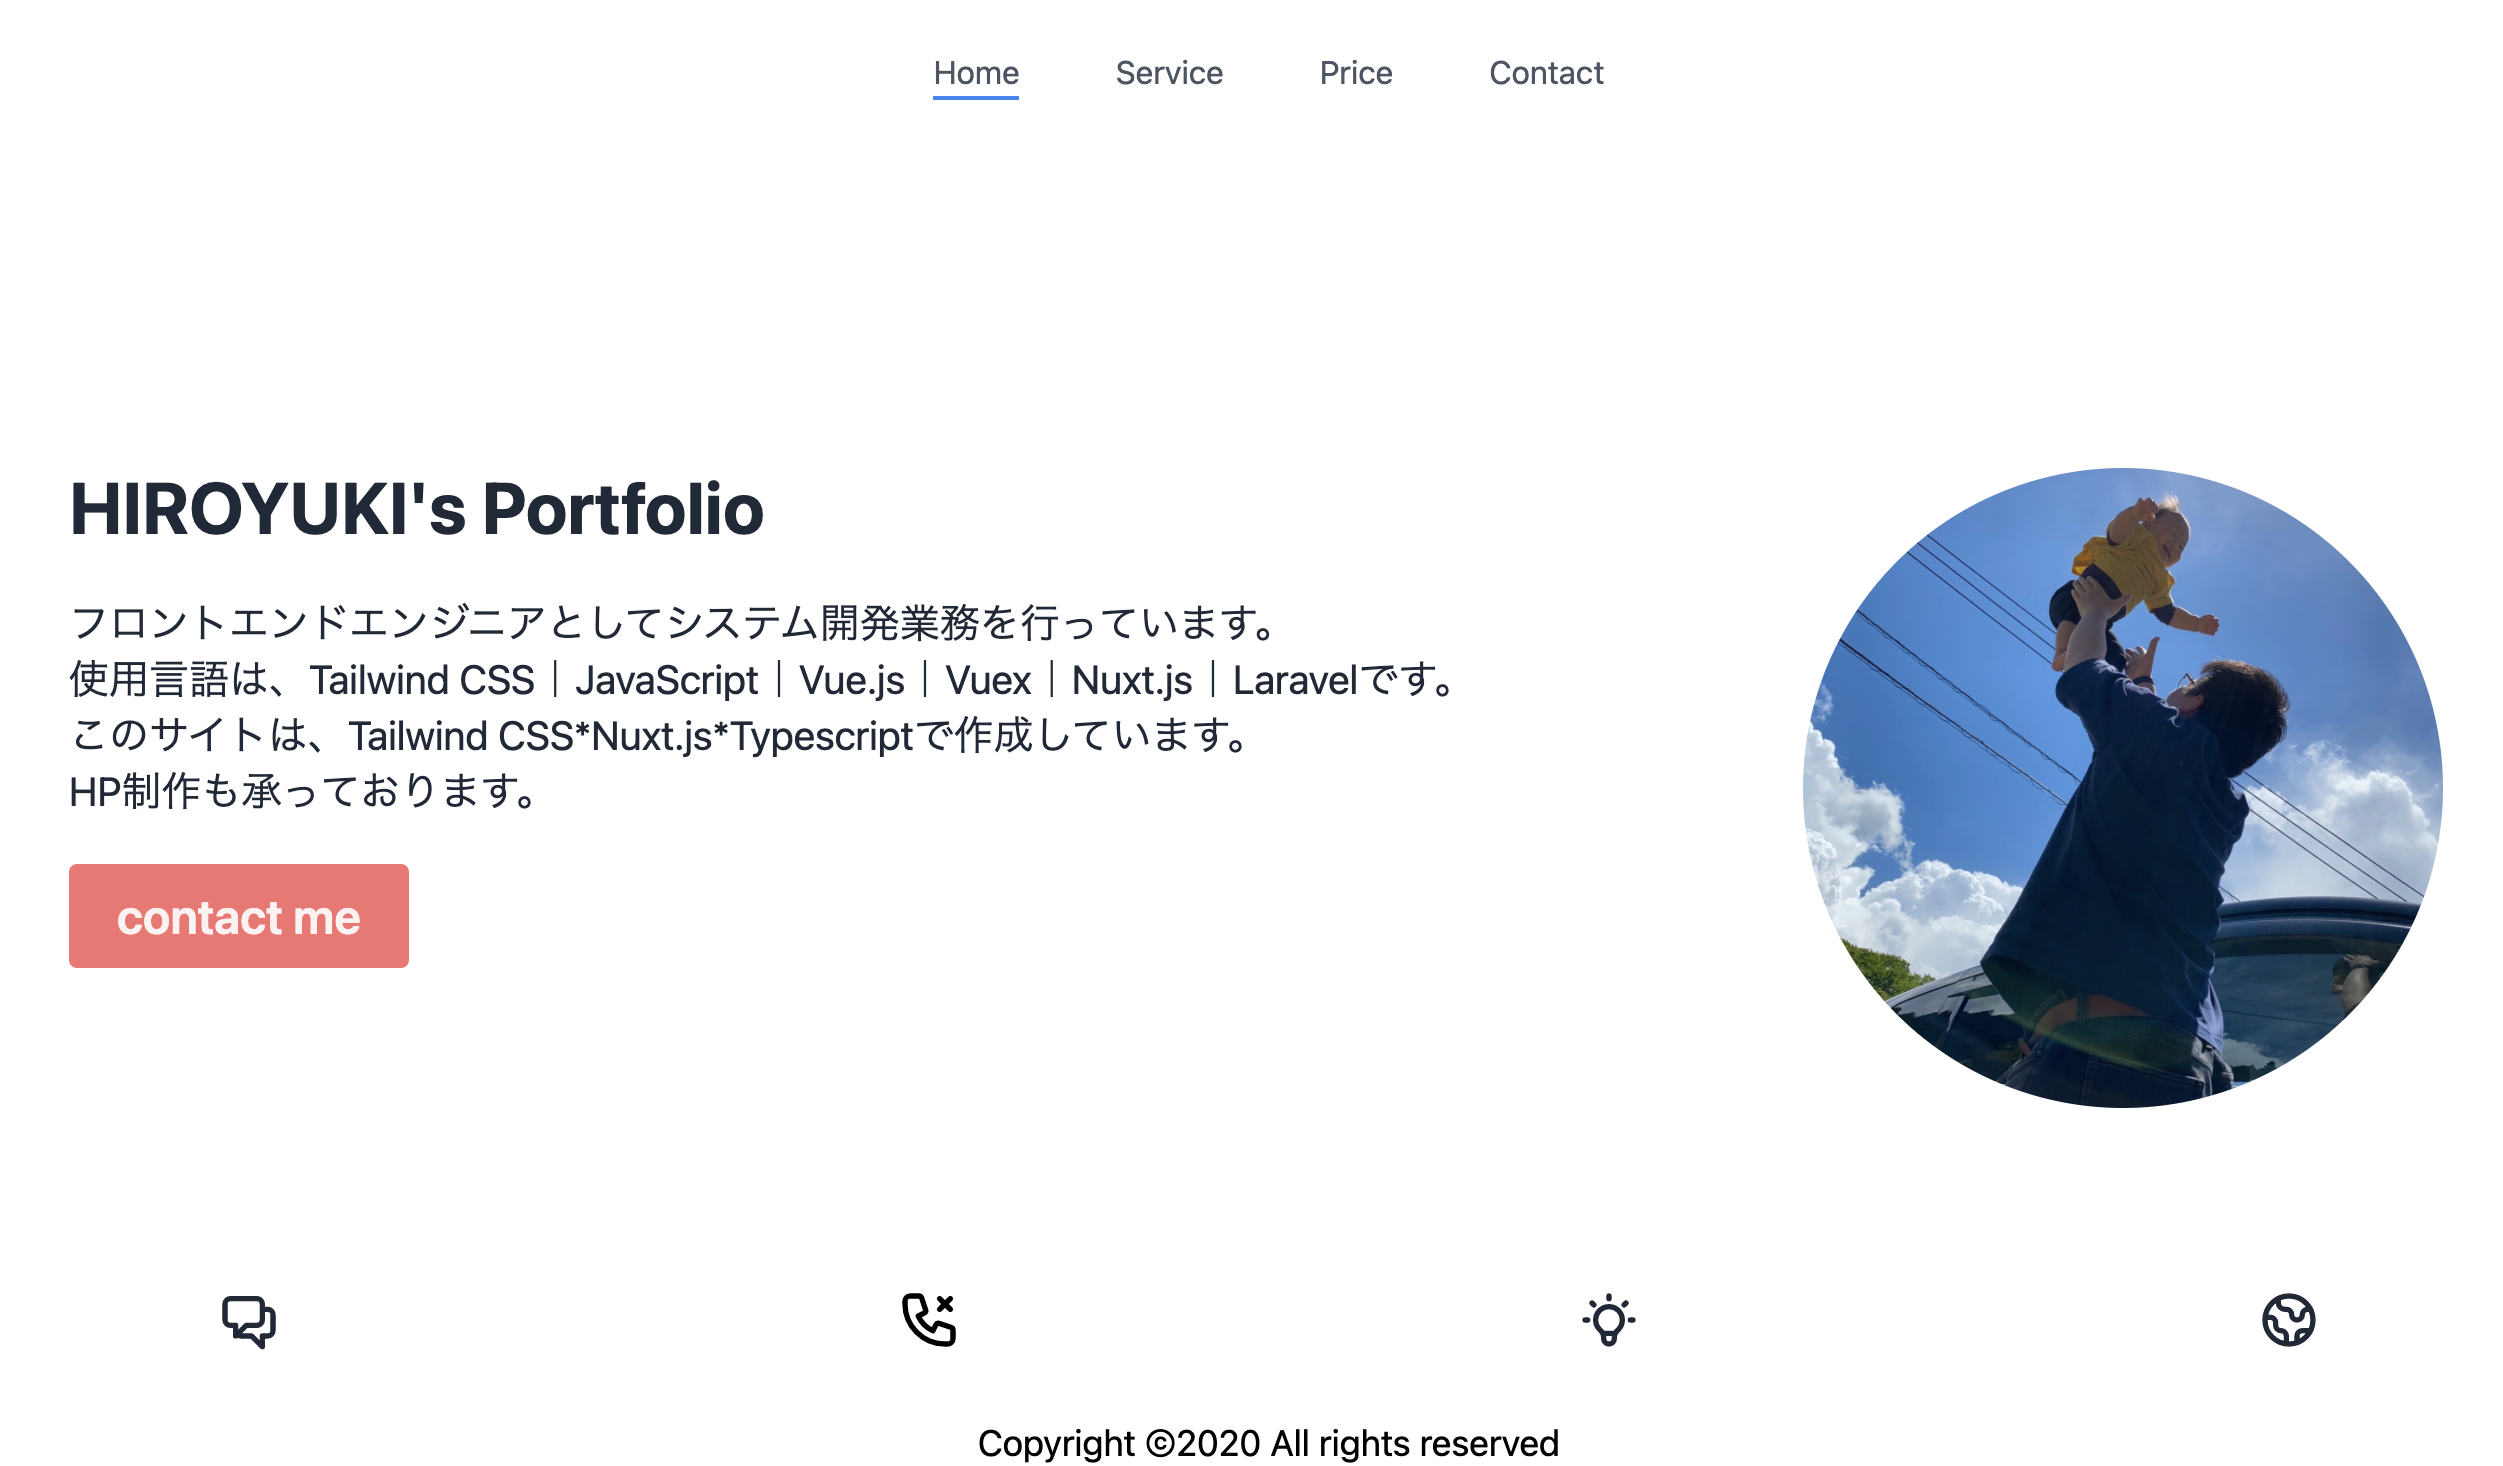 Home Service Price Contact
HIROYUKI's Portfolio
フロントエンドエンジニアとしてシステム開発業務を行っています。
使用言語は、Tailwind CSS｜JavaScript｜Vue.js｜Vuex｜Nuxt.js｜Laravelです。
このサイトは、Tailwind CSS*Nuxt.js*Typescriptで作成しています。
HP制作も承っております。
contact me
Copyright ©2020 All rights reserved